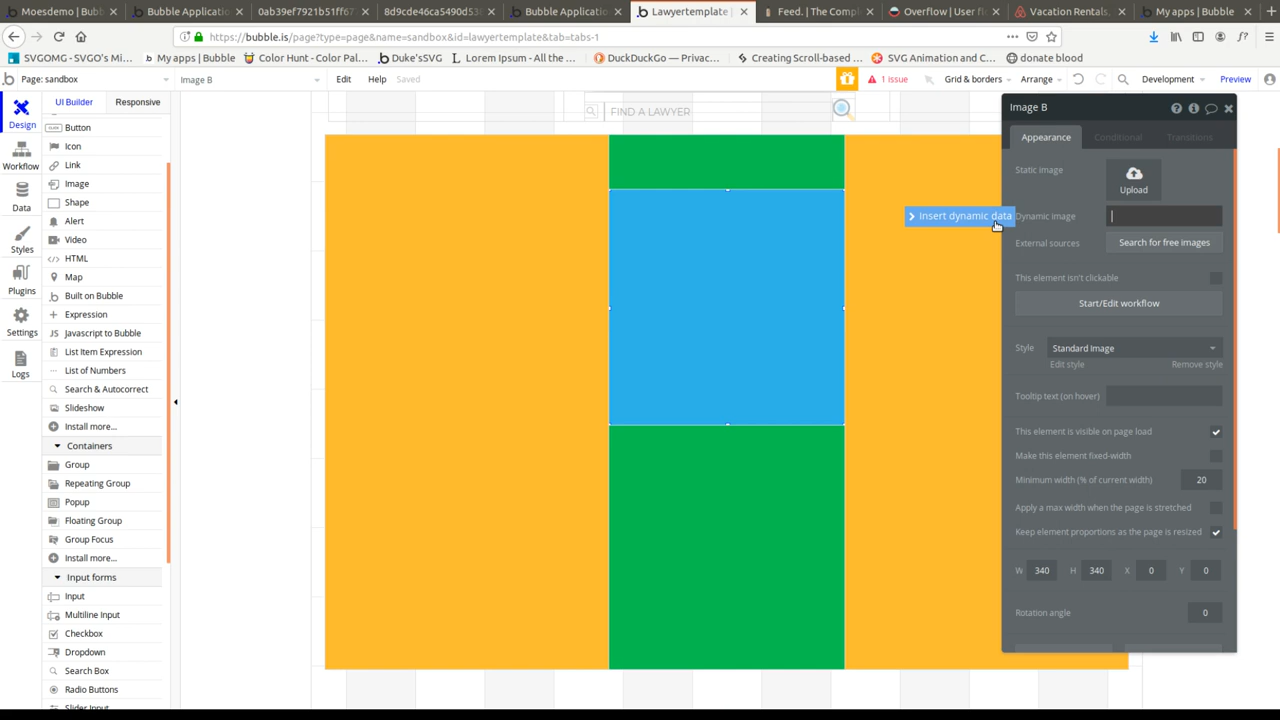 Moesdemo | Bubble
Bubble Applicatio
0ab39ef7921b51ff67
8d9cde46ca5490d53
Bubble Applicatio
Lawyertemplate |
Feed. | The Comple
Overflow | User fl
Vacation Rentals,
My apps | Bubble
https://bubble.is/page?type=page&name=sandbox&id=lawyertemplate&tab=tabs-1
SVGOMG - SVGO's Mi...
My apps | Bubble
Color Hunt - Color Pal...
Duke'sSVG
Lorem Ipsum - All the ...
DuckDuckGo — Privac...
Creating Scroll-based ...
SVG Animation and C...
donate blood
Page: sandbox
Image B
Edit
Help
Saved
1 issue
Grid & borders
Arrange
Development
Preview
Design
Workflow
Data
Styles
Plugins
Settings
Logs
UI Builder
Responsive
Button
Icon
Link
Image
Shape
Alert
Video
HTML
Map
Built on Bubble
Expression
JS Javascript to Bubble
List Item Expression
List of Numbers
Search & Autocorrect
Slideshow
Install more...
Containers
Group
Repeating Group
Popup
Floating Group
Group Focus
Install more...
Input forms
Input
Multiline Input
Checkbox
Dropdown
Search Box
Radio Buttons
Slider Input
FIND A LAWYER
Insert dynamic data
Image B
Appearance
Conditional
Transitions
Static image
Upload
Dynamic image
External sources
Search for free images
This element isn't clickable
Start/Edit workflow
Style
Standard Image
Edit style
Remove style
Tooltip text (on hover)
This element is visible on page load
Make this element fixed-width
Minimum width (% of current width)
20
Apply a max width when the page is stretched
Keep element proportions as the page is resized
W 340 H 340 X 0 Y 0
Rotation angle
0